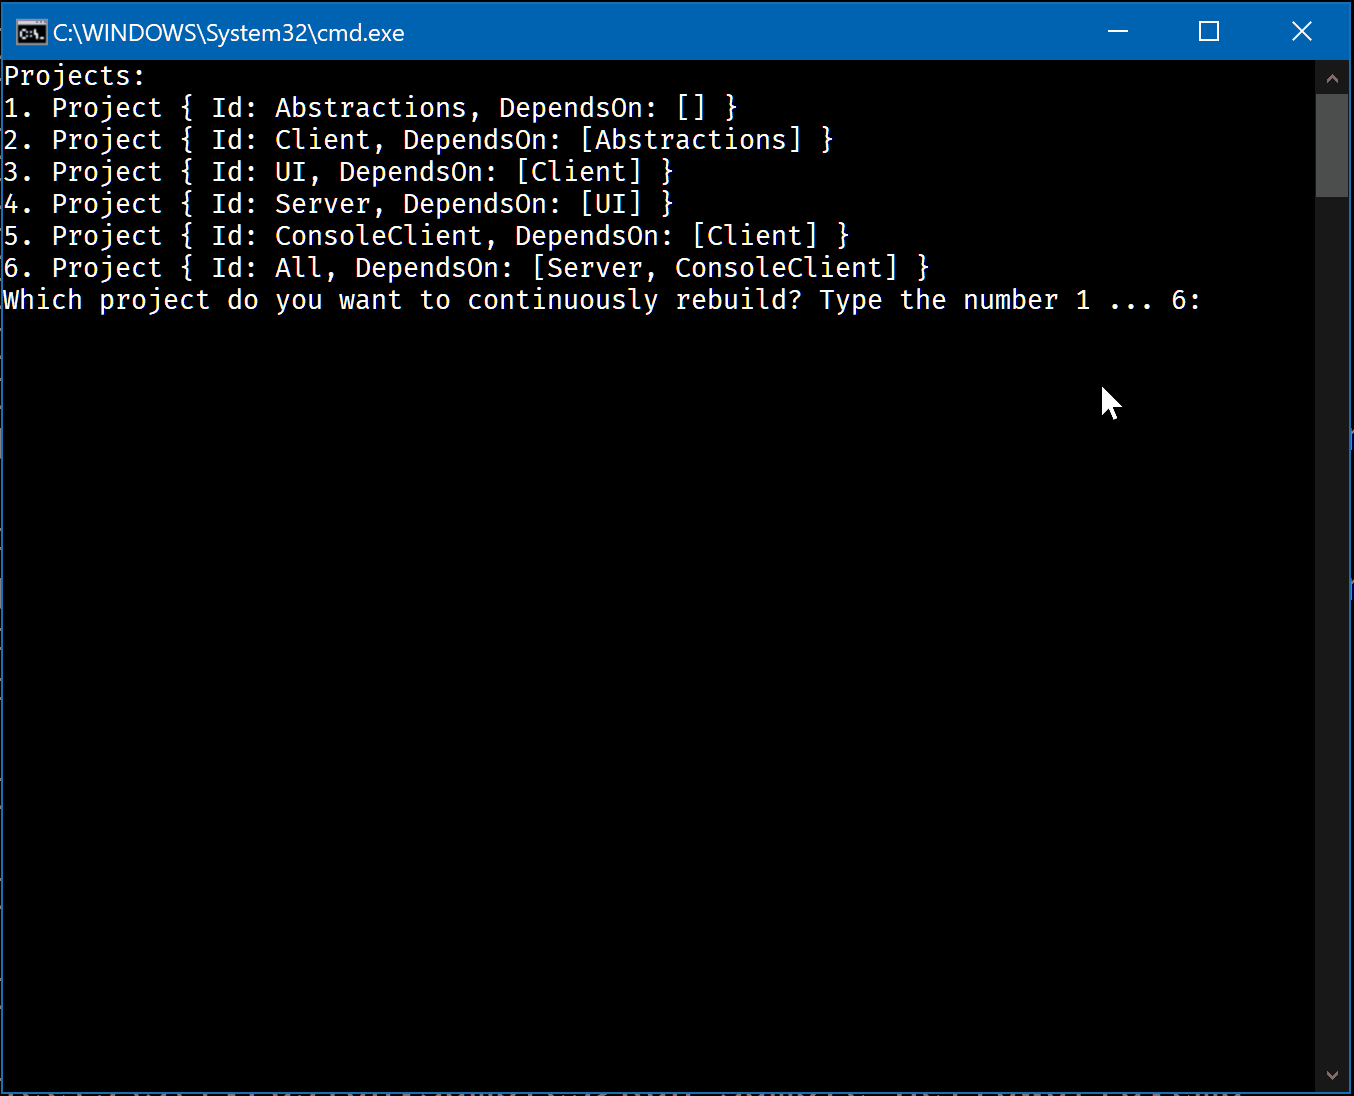 C:\WINDOWS\System32\cmd.exe
Projects:
1. Project { Id: Abstractions, DependsOn: [] }
2. Project { Id: Client, DependsOn: [Abstractions] }
3. Project { Id: UI, DependsOn: [Client] }
4. Project { Id: Server, DependsOn: [UI] }
5. Project { Id: ConsoleClient, DependsOn: [Client] }
6. Project { Id: All, DependsOn: [Server, ConsoleClient] }
Which project do you want to continuously rebuild? Type the number 1 ... 6: